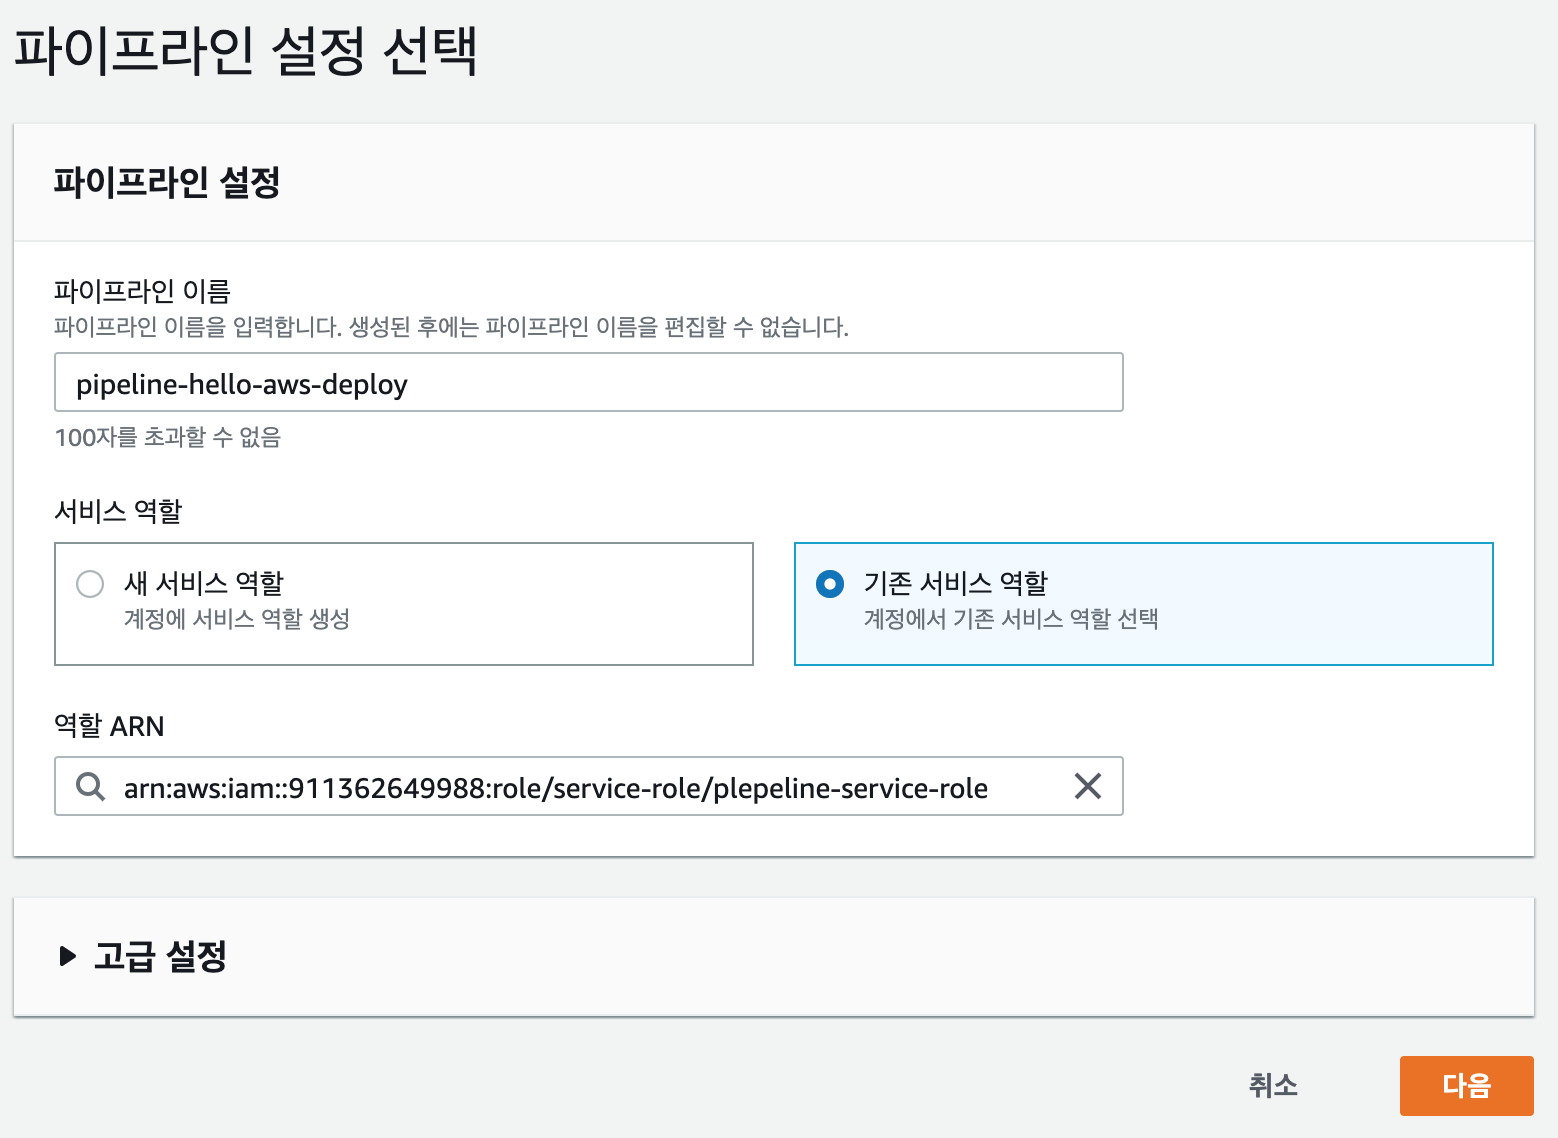 파이프라인 설정 선택
파이프라인 설정
파이프라인 이름
파이프라인 이름을 입력합니다. 생성된 후에는 파이프라인 이름을 편집할 수 없습니다.
pipeline-hello-aws-deploy
100자를 초과할 수 없음
서비스 역할
새 서비스 역할
계정에 서비스 역할 생성
기존 서비스 역할
계정에서 기존 서비스 역할 선택
역할 ARN
arn:aws:iam::911362649988:role/service-role/plepeline-service-role
고급 설정
취소
다음